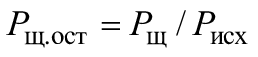 Pщ.ост = Pщ / Pисх